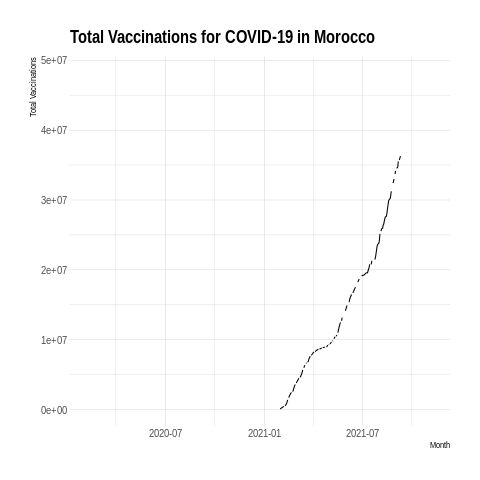 Total Vaccinations for COVID-19 in Morocco
Total Vaccinations
5e+07
4e+07
3e+07
2e+07
1e+07
0e+00
2020-07
2021-01
2021-07
Month